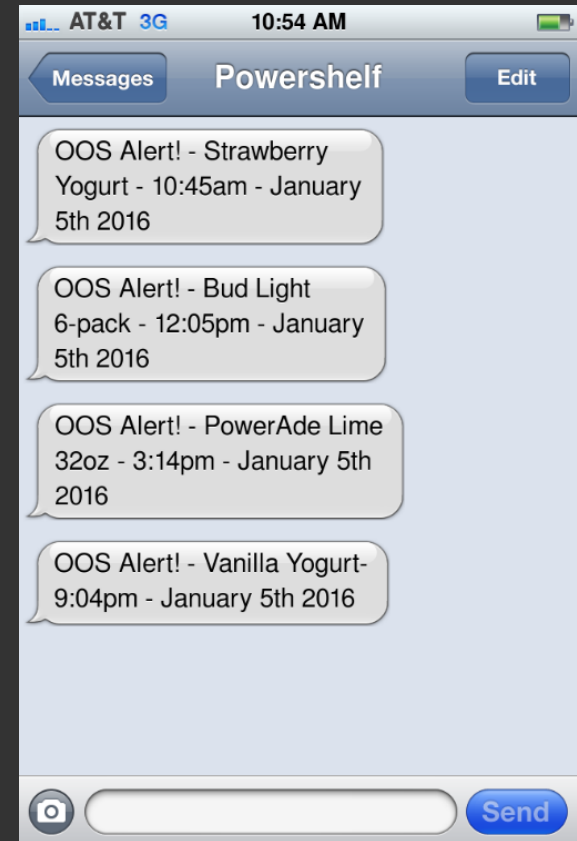 AT&T 3G 10:54 AM
Messages Powershelf Edit
OOS Alert! - Strawberry
Yogurt - 10:45am - January
5th 2016
OOS Alert! - Bud Light
6-pack - 12:05pm - January
5th 2016
OOS Alert! - PowerAde Lime
32oz - 3:14pm - January 5th
2016
OOS Alert! - Vanilla Yogurt-
9:04pm - January 5th 2016
Send